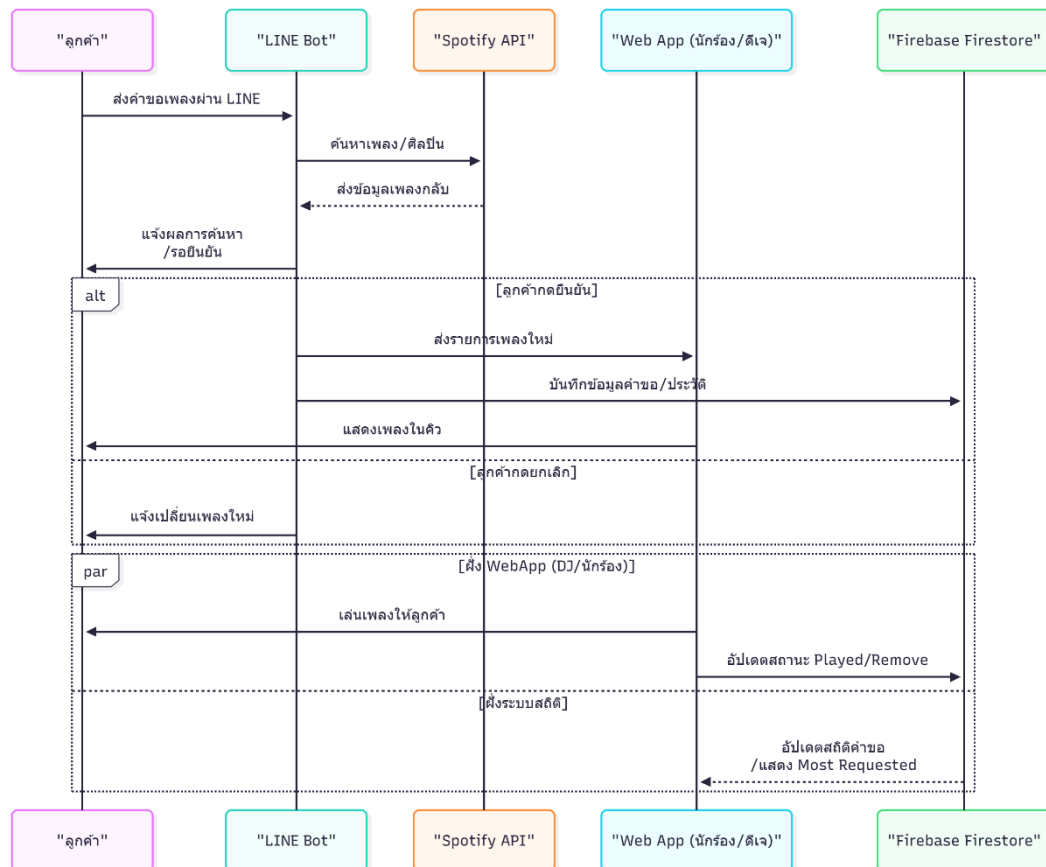 "ลูกค้า"
"LINE Bot"
"Spotify API"
"Web App (นักร้อง/ดีเจ)"
"Firebase Firestore"
ส่งคำขอเพลงผ่าน LINE
ค้นหาเพลง/ศิลปิน
ส่งข้อมูลเพลงกลับ
แจ้งผลการค้นหา
/รอยืนยัน
alt
[ลูกค้ากดยืนยัน]
ส่งรายการเพลงใหม่
บันทึกข้อมูลคำขอ/ประวัติ
แสดงเพลงในคิว
[ลูกค้ากดยกเลิก]
แจ้งเปลี่ยนเพลงใหม่
par
[ฝั่ง WebApp (DJ/นักร้อง)]
เล่นเพลงให้ลูกค้า
อัปเดตสถานะ Played/Remove
[ฝั่งระบบสถิติ]
อัปเดตสถิติคำขอ
/แสดง Most Requested
"ลูกค้า"
"LINE Bot"
"Spotify API"
"Web App (นักร้อง/ดีเจ)"
"Firebase Firestore"